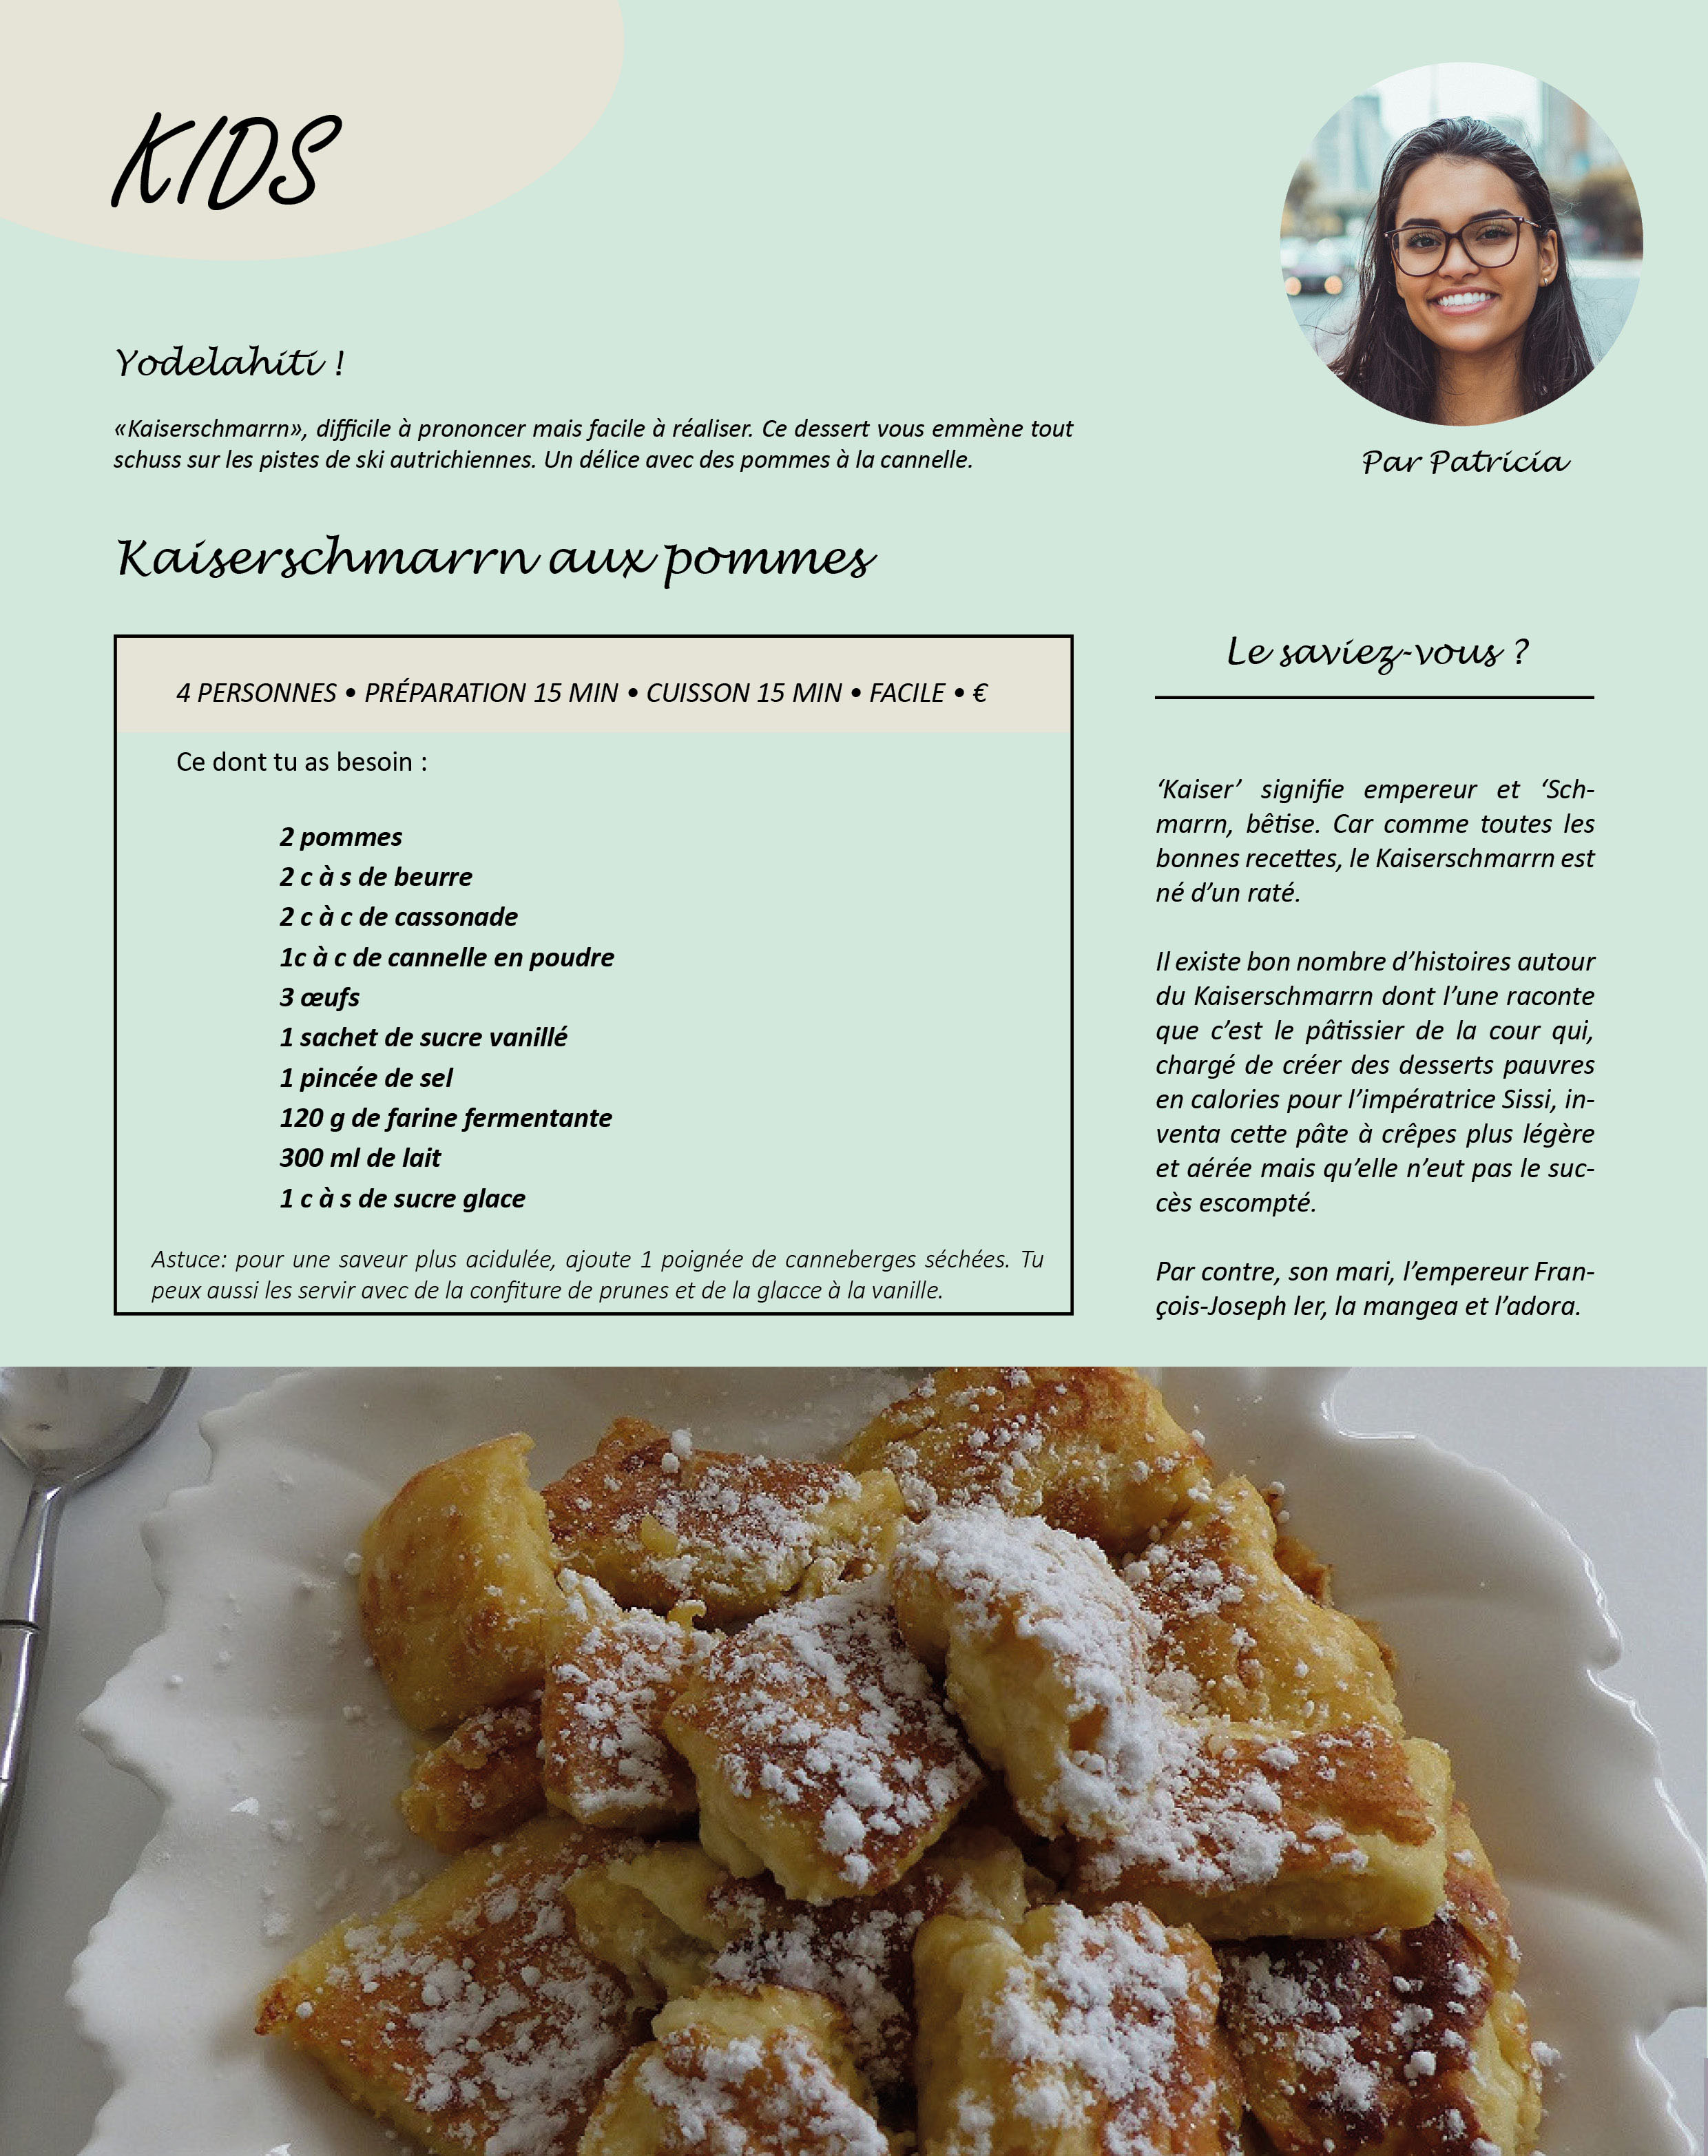 KIDS
Yodelahiti !
«Kaiserschmarrn», difficile à prononcer mais facile à réaliser. Ce dessert vous emmène tout
schuss sur les pistes de ski autrichiennes. Un délice avec des pommes à la cannelle.
Par Patricia
Kaiserschmarrn aux pommes
4 PERSONNES • PRÉPARATION 15 MIN • CUISSON 15 MIN • FACILE • €
Ce dont tu as besoin :
2 pommes
2 c à s de beurre
2 c à c de cassonade
1c à c de cannelle en poudre
3 œufs
1 sachet de sucre vanillé
1 pincée de sel
120 g de farine fermentante
300 ml de lait
1 c à s de sucre glace
Astuce: pour une saveur plus acidulée, ajoute 1 poignée de canneberges séchées. Tu
peux aussi les servir avec de la confiture de prunes et de la glacce à la vanille.
Le saviez-vous ?
‘Kaiser’ signifie empereur et ‘Sch-
marrn, bêtise. Car comme toutes les
bonnes recettes, le Kaiserschmarrn est
né d’un raté.
Il existe bon nombre d’histoires autour
du Kaiserschmarrn dont l’une raconte
que c’est le pâtissier de la cour qui,
chargé de créer des desserts pauvres
en calories pour l’impératrice Sissi, in-
venta cette pâte à crêpes plus légère
et aérée mais qu’elle n’eut pas le suc-
cès escompté.
Par contre, son mari, l’empereur Fran-
çois-Joseph Ier, la mangea et l’adora.